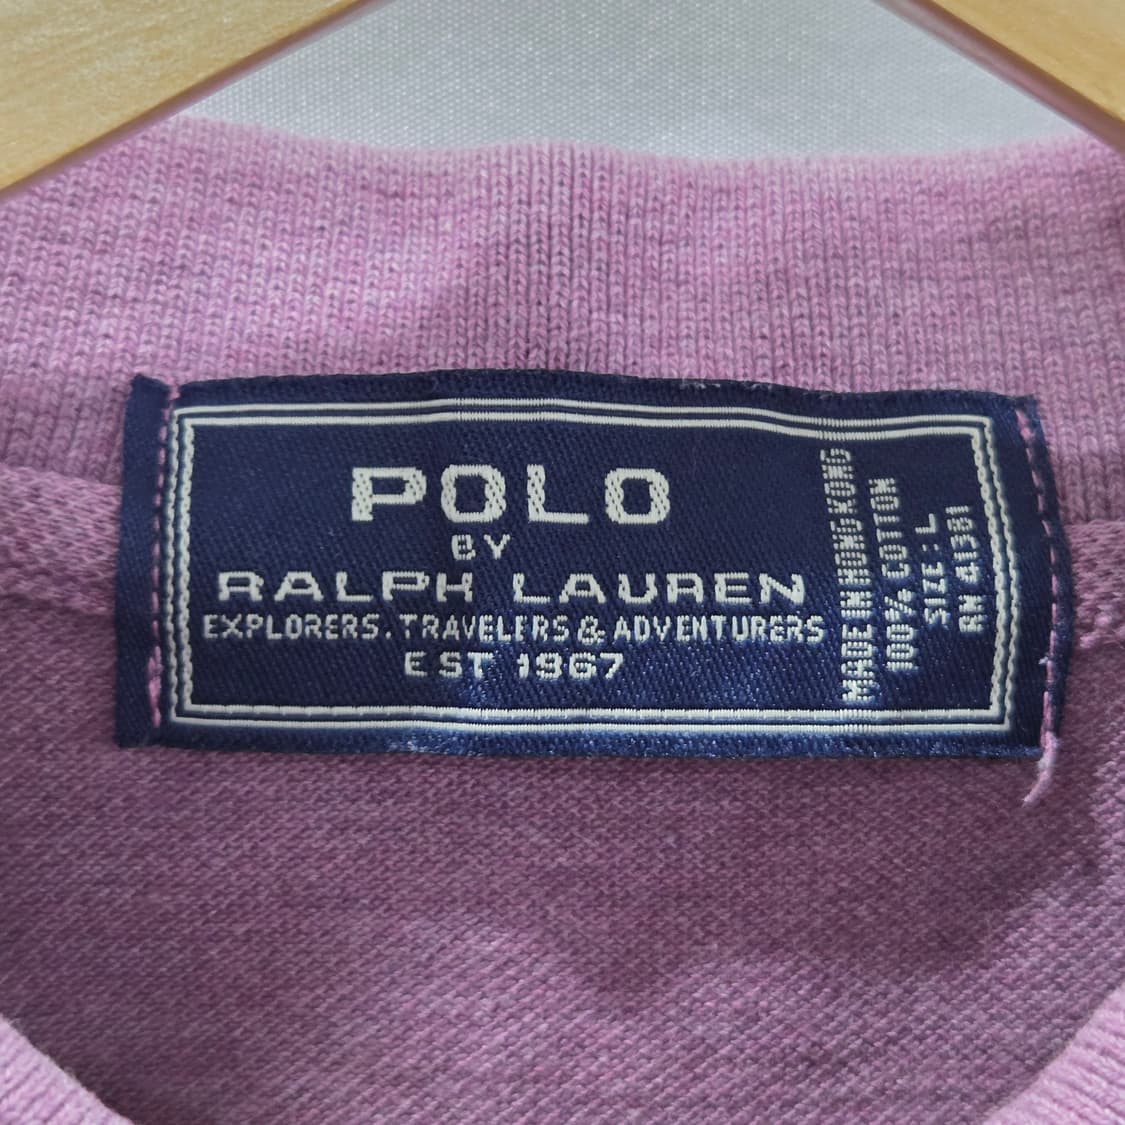 POLO
BY
RALPH LAUREN
EXPLORERS.TRAVELERS & ADVENTURERS
EST 1967
MADE IN HONG KONG
100% COTTON
SIZE: L
RN 41381